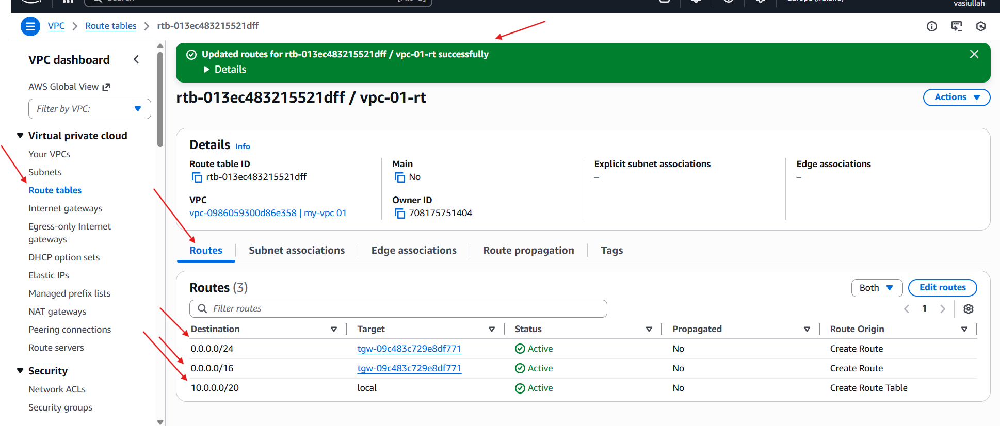 vasiullah
VPC > Route tables > rtb-013ec483215521dff
VPC dashboard
AWS Global View
Filter by VPC:
Virtual private cloud
Your VPCs
Subnets
Route tables
Internet gateways
Egress-only Internet
gateways
DHCP option sets
Elastic IPs
Managed prefix lists
NAT gateways
Peering connections
Route servers
Security
Network ACLs
Security groups
Updated routes for rtb-013ec483215521dff / vpc-01-rt successfully
Details
rtb-013ec483215521dff / vpc-01-rt
Actions
Details Info
Route table ID
rtb-013ec483215521dff
Main
No
Explicit subnet associations
–
Edge associations
–
VPC
vpc-0986059300d86e358 | my-vpc 01
Owner ID
708175751404
Routes Subnet associations Edge associations Route propagation Tags
Routes (3)
Both
Edit routes
Filter routes
1
Destination Target Status Propagated Route Origin
0.0.0.0/24 tgw-09c483c729e8df771 Active No Create Route
0.0.0.0/16 tgw-09c483c729e8df771 Active No Create Route
10.0.0.0/20 local Active No Create Route Table